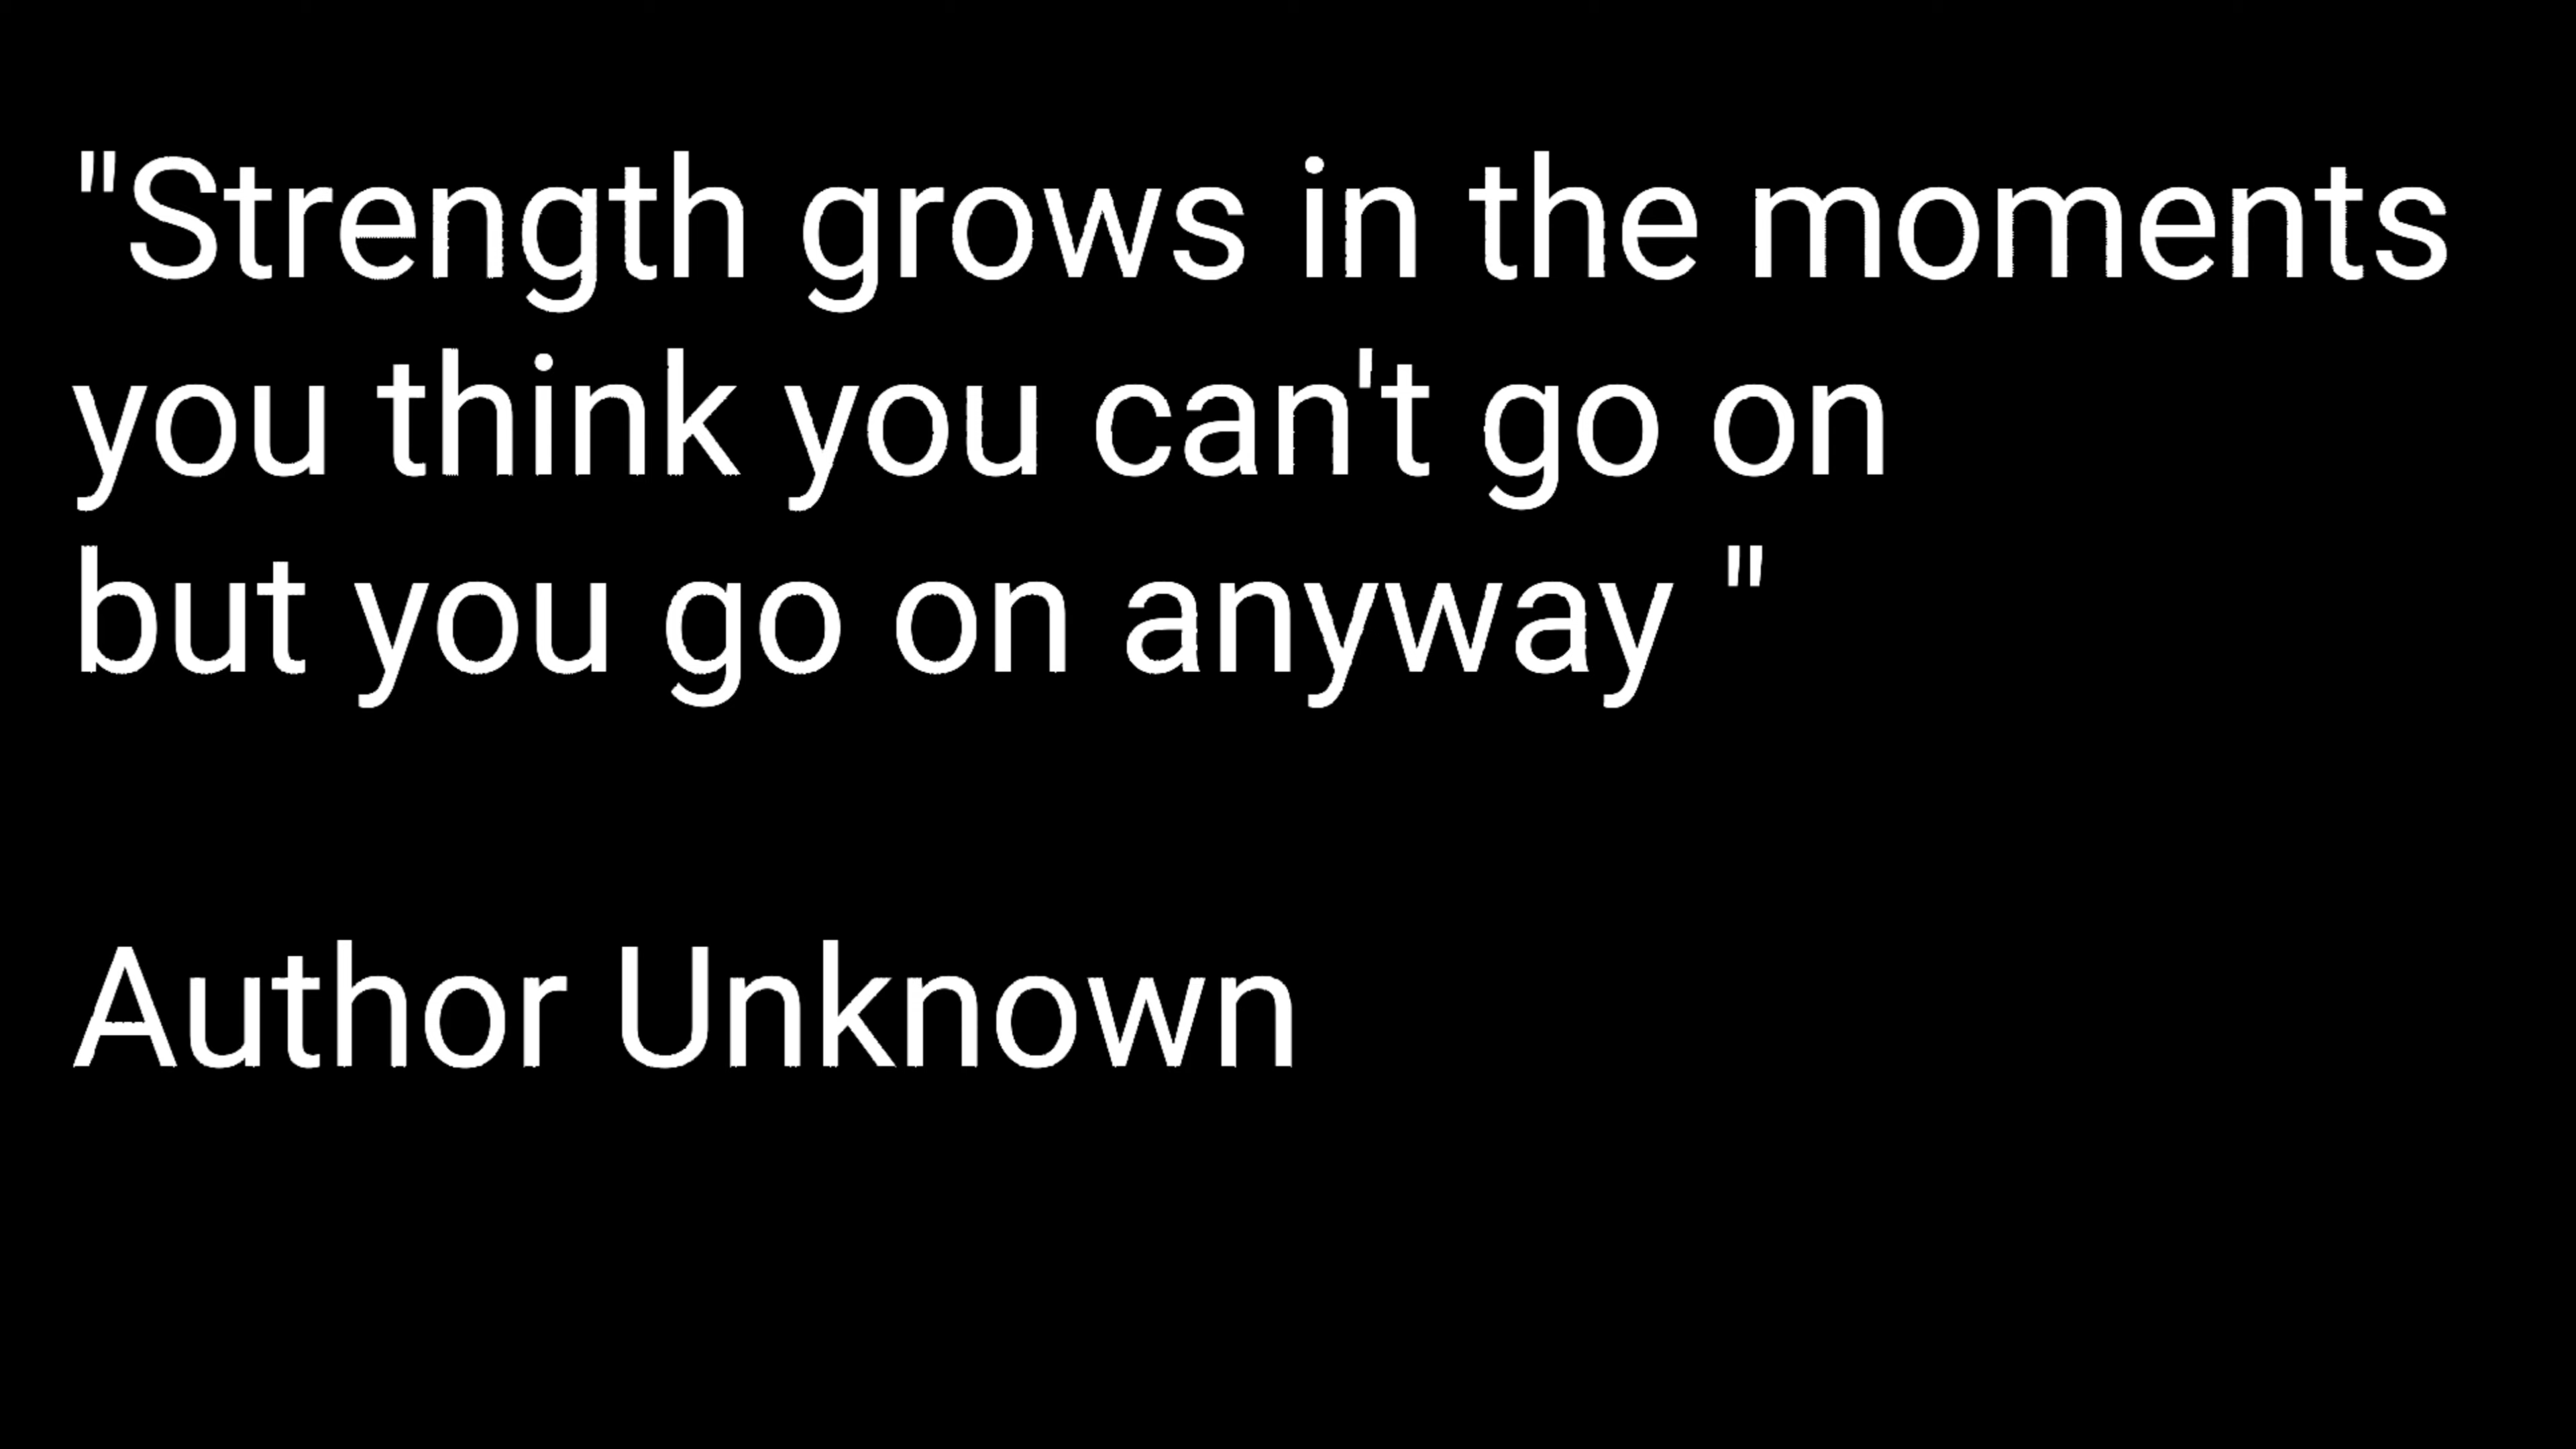 "Strength grows in the moments
you think you can't go on
but you go on anyway "
Author Unknown